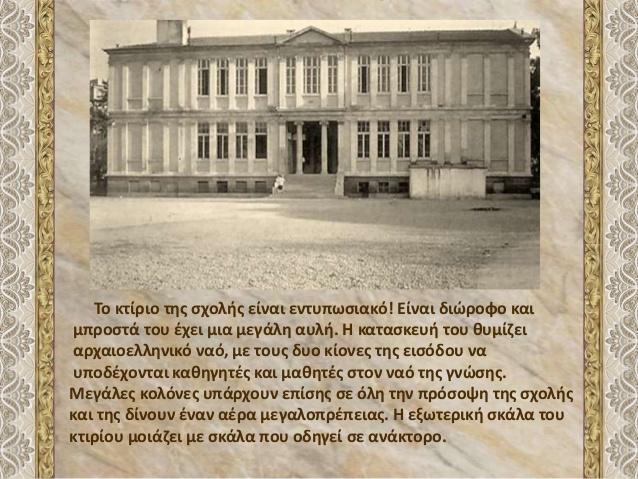 Το κτίριο της σχολής είναι εντυπωσιακό! Είναι διώροφο και
μπροστά του έχει μια μεγάλη αυλή. Η κατασκευή του θυμίζει
αρχαιοελληνικό ναό, με τους δυο κίονες της εισόδου να
υποδέχονται καθηγητές και μαθητές στον ναό της γνώσης.
Μεγάλες κολόνες υπάρχουν επίσης σε όλη την πρόσοψη της σχολής
και της δίνουν έναν αέρα μεγαλοπρέπειας. Η εξωτερική σκάλα του
κτιρίου μοιάζει με σκάλα που οδηγεί σε ανάκτορο.